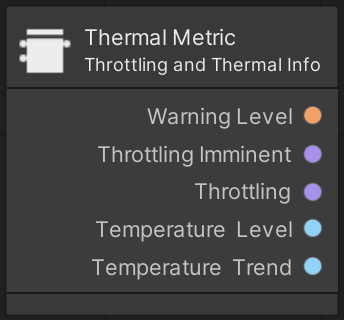 Thermal Metric
Throttling and Thermal Info
Warning Level
Throttling Imminent
Throttling
Temperature Level
Temperature Trend